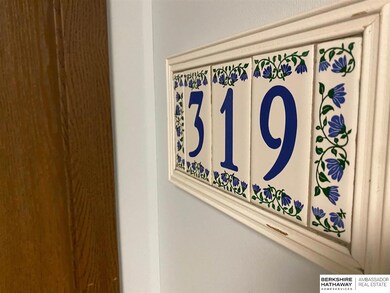 319
BERKSHIRE
HATHAWAY
HOMESERVICES
AMBASSADOR
REAL ESTATE